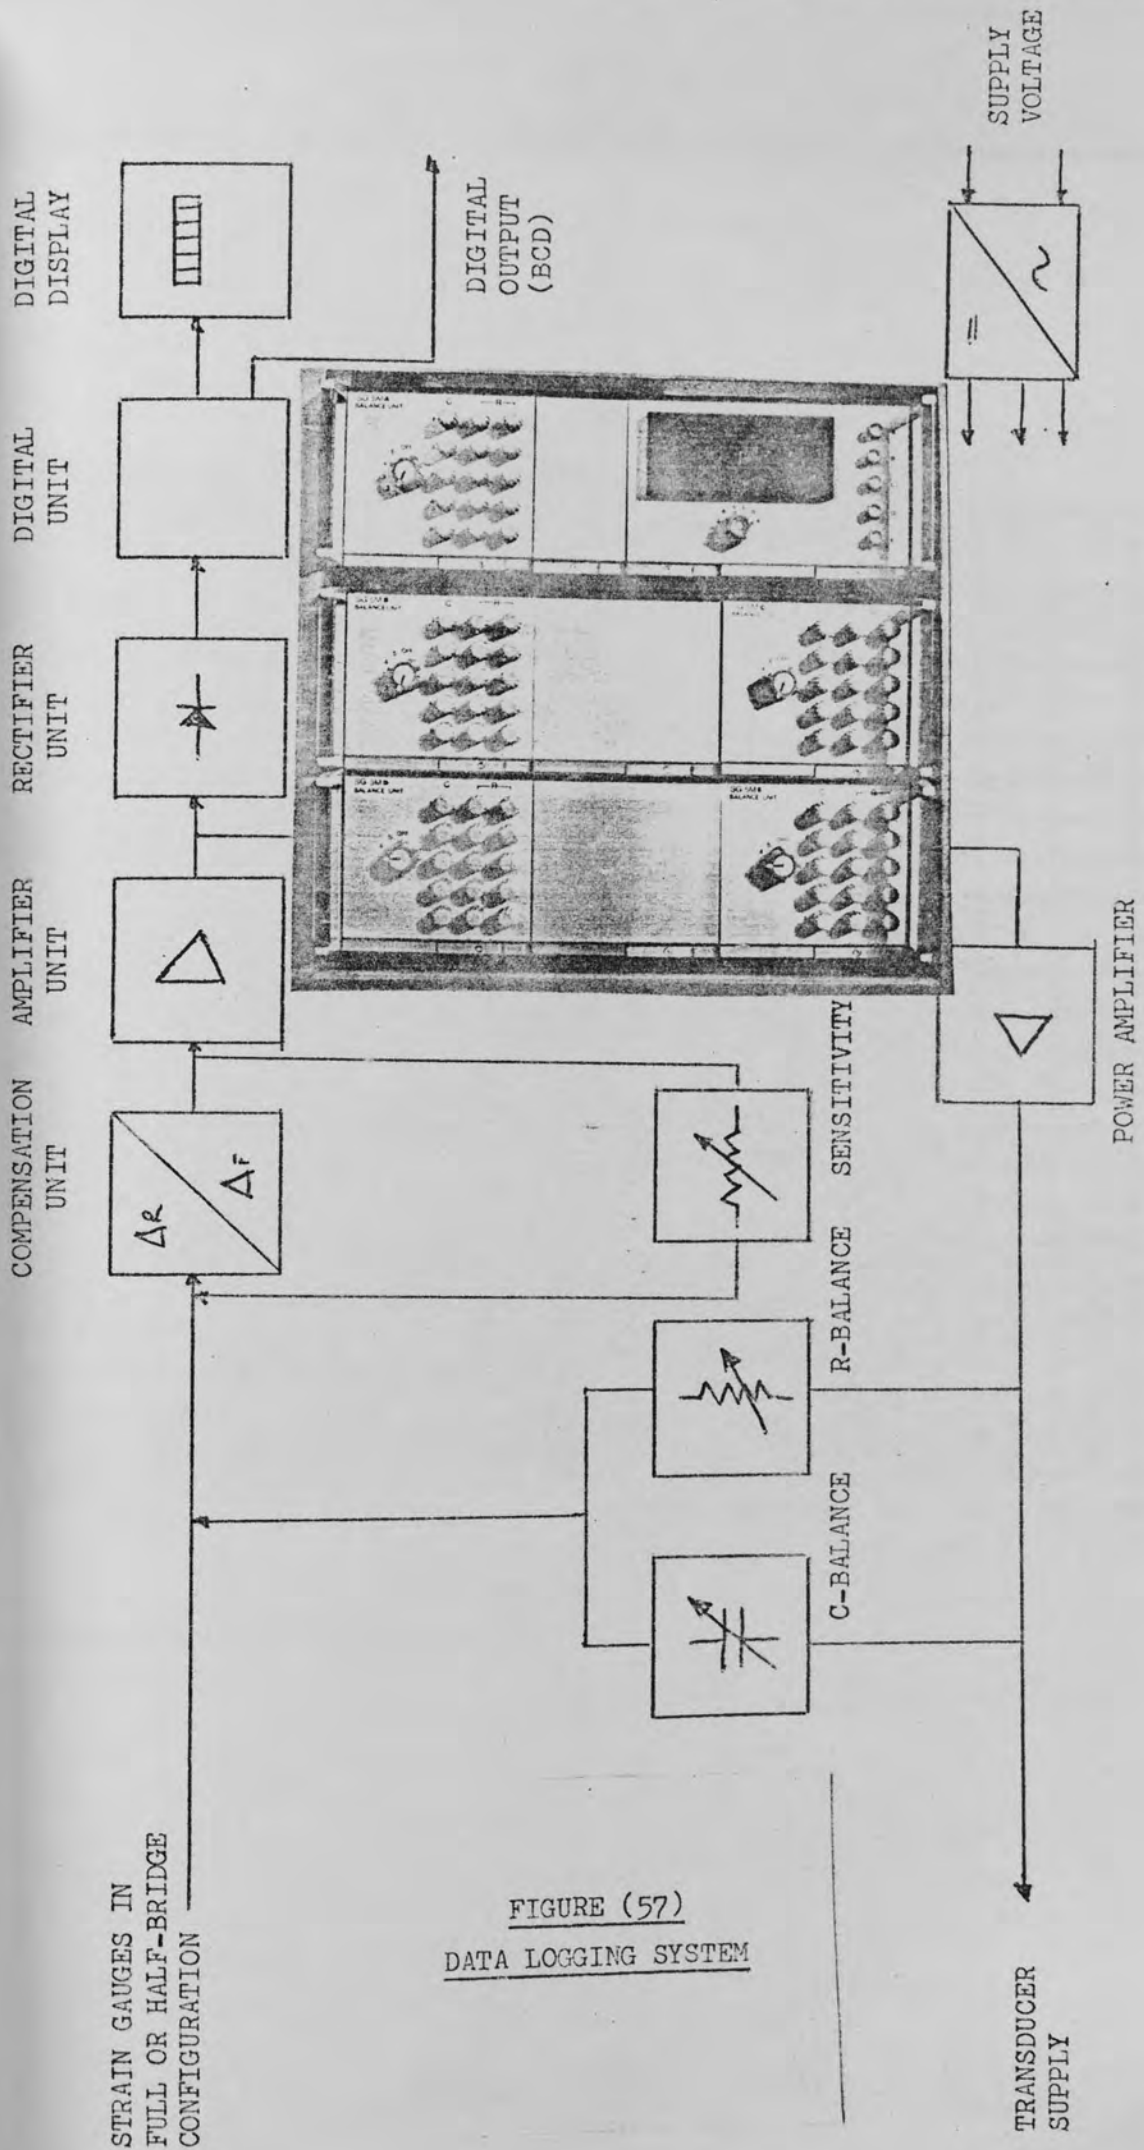 STRAIN GAUGES IN
FULL OR HALF-BRIDGE
CONFIGURATION
COMPENSATION
UNIT
AMPLIFIER
UNIT
RECTIFIER
UNIT
DIGITAL
UNIT
DIGITAL
DISPLAY
ΔR
ΔF
DIGITAL
OUTPUT
(BCD)
BALANCE UNIT
C
R
BALANCE UNIT
C
R
BALANCE UNIT
C
R
BALANCE UNIT
SENSITIVITY
R-BALANCE
C-BALANCE
POWER AMPLIFIER
SUPPLY
VOLTAGE
TRANSDUCER
SUPPLY
FIGURE (57)
DATA LOGGING SYSTEM